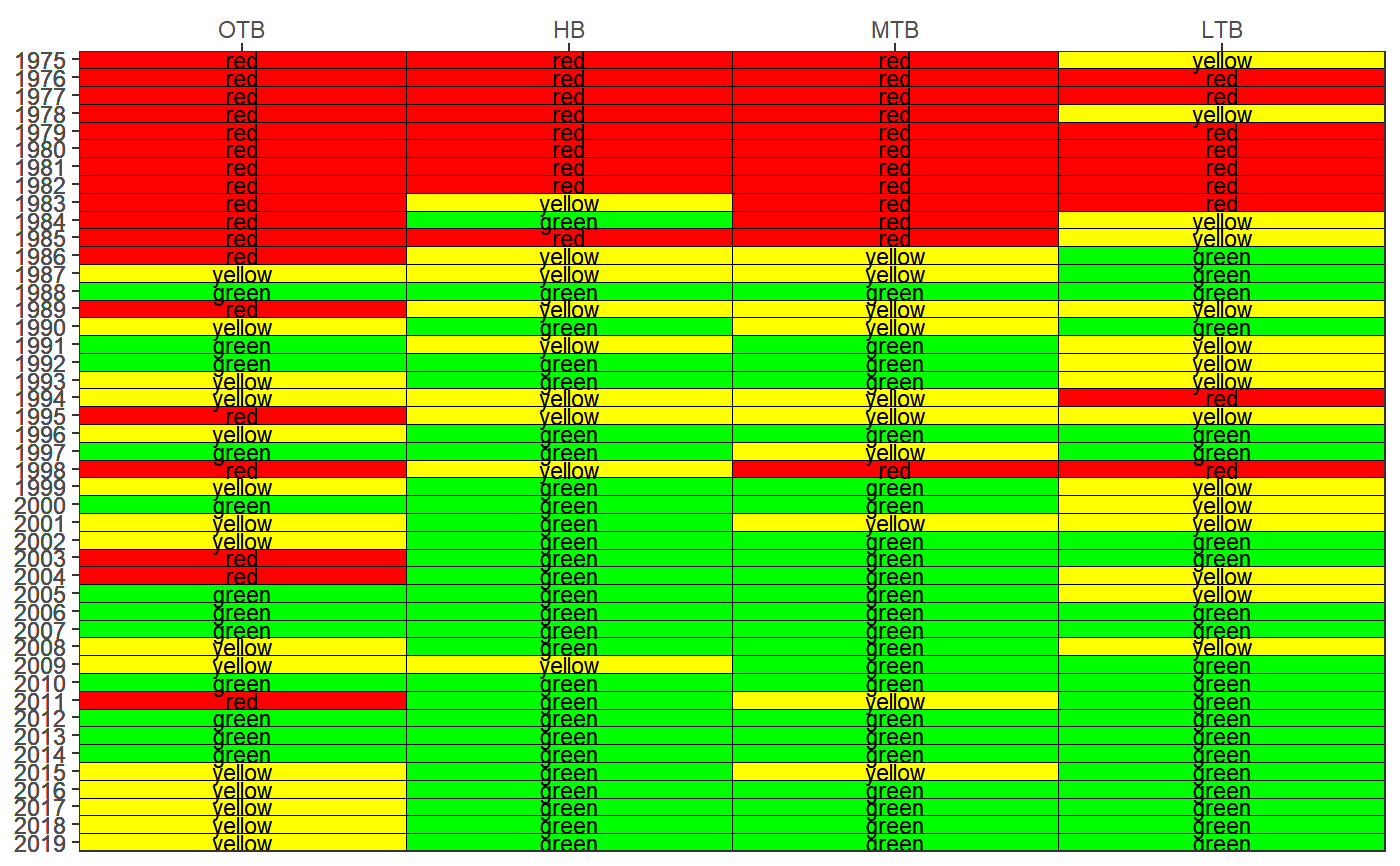 OTB HB MTB LTB
1975 red red red yellow
1976 red red red red
1977 red red red red
1978 red red red yellow
1979 red red red red
1980 red red red red
1981 red red red red
1982 red red red red
1983 red yellow red red
1984 red green red yellow
1985 red red red yellow
1986 red yellow yellow green
1987 yellow yellow yellow green
1988 green green green green
1989 red yellow yellow yellow
1990 yellow green yellow green
1991 green yellow green yellow
1992 green green green yellow
1993 yellow green green yellow
1994 yellow yellow yellow red
1995 red yellow yellow yellow
1996 yellow green green green
1997 green green yellow green
1998 red yellow red red
1999 yellow green green yellow
2000 green green green yellow
2001 yellow green yellow yellow
2002 yellow green green green
2003 red green green green
2004 red green green yellow
2005 green green green yellow
2006 green green green green
2007 green green green green
2008 yellow green green yellow
2009 yellow yellow green green
2010 green green green green
2011 red green yellow green
2012 green green green green
2013 green green green green
2014 green green green green
2015 yellow green yellow green
2016 yellow green green green
2017 yellow green green green
2018 yellow green green green
2019 yellow green green green